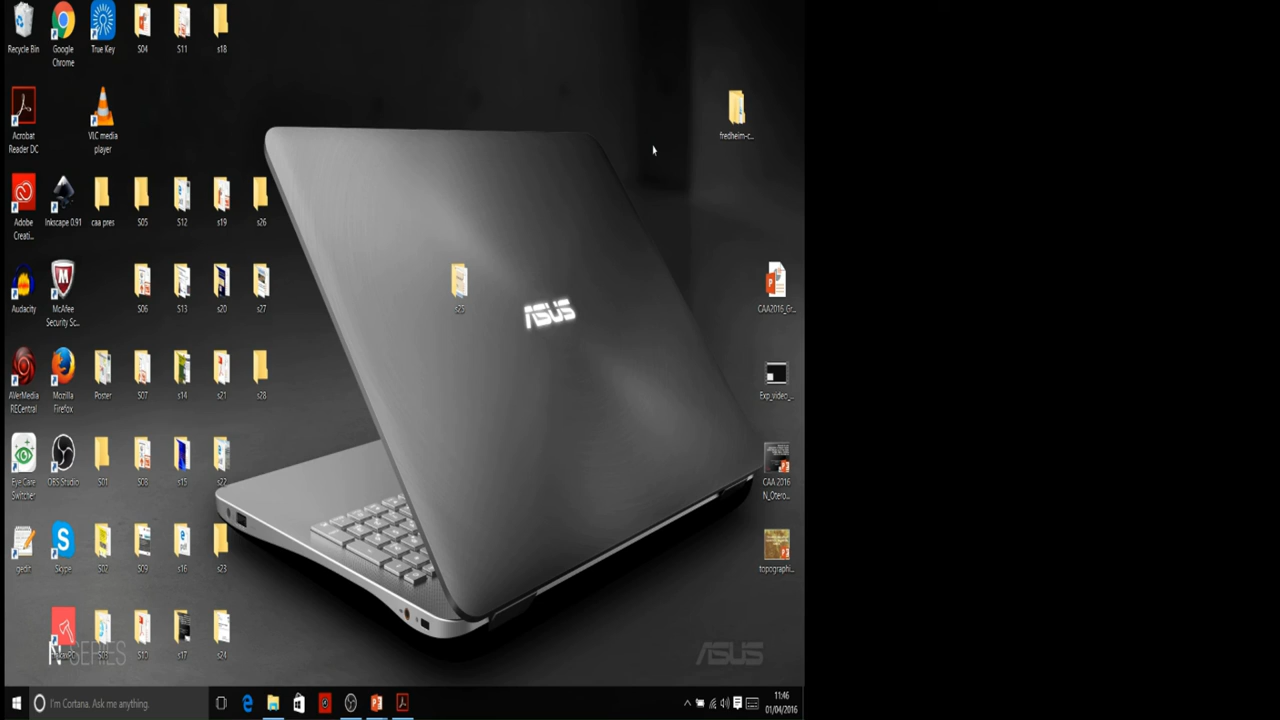 Recycle Bin
Google
Chrome
True Key
S04
S11
s18
Acrobat
Reader DC
VLC media
player
fredheim-c...
Adobe
Creati...
Inkscape 0.91
caa pres
S05
S12
s19
s26
Audacity
McAfee
Security Sc...
S06
S13
s20
s27
s25
ASUS
CAA2016_Gr...
AVerMedia
RECentral
Mozilla
Firefox
Poster
S07
s14
s21
s28
Exp_video_...
Eye Care
Switcher
OBS Studio
S01
S08
s15
s22
CAA 2016
N_Otero...
gedit
Skype
S02
S09
s16
s23
topographi...
S03
S10
s17
s24
N SERIES
ASUS
I'm Cortana. Ask me anything.
11:46
01/04/2016